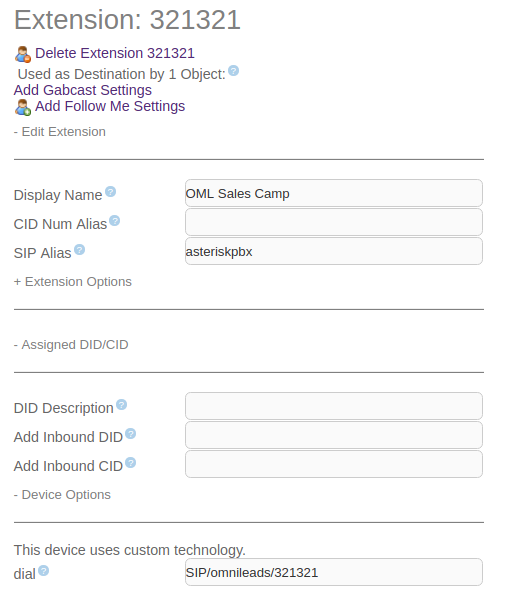 Extension: 321321
Delete Extension 321321
Used as Destination by 1 Object: ?
Add Gabcast Settings
Add Follow Me Settings
- Edit Extension
Display Name ? OML Sales Camp
CID Num Alias ?
SIP Alias ? asteriskpbx
+ Extension Options
- Assigned DID/CID
DID Description ?
Add Inbound DID ?
Add Inbound CID ?
- Device Options
This device uses custom technology.
dial ? SIP/omnileads/321321